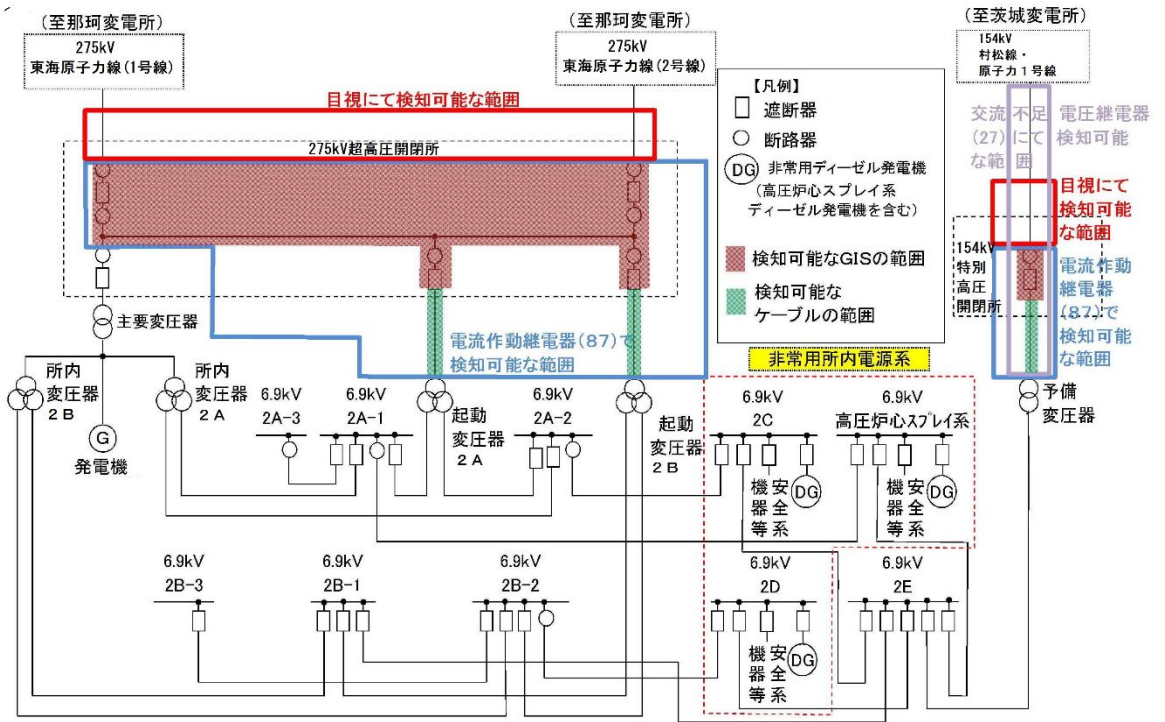 (至那珂変電所)
275kV
東海原子力線(1号線)
(至那珂変電所)
275kV
東海原子力線(2号線)
(至茨城変電所)
154kV
村松線・
原子力1号線
目視にて検知可能な範囲
275kV超高圧開閉所
【凡例】
遮断器
断路器
DG
非常用ディーゼル発電機
(高圧炉心スプレイ系
ディーゼル発電機を含む)
検知可能なGISの範囲
検知可能な
ケーブルの範囲
交流不足電圧継電器
(27)にて検知可能
な範囲
目視にて
検知可能
な範囲
154kV
特別
高圧
開閉所
電流作動
継電器
(87)で
検知可能
な範囲
電流作動継電器(87)で
検知可能な範囲
非常用所内電源系
主要変圧器
所内
変圧器
2B
所内
変圧器
2A
G
発電機
6.9kV
2A-3
6.9kV
2A-1
起動
変圧器
2A
6.9kV
2A-2
起動
変圧器
2B
6.9kV
2C
機器等
安全系
DG
6.9kV
高圧炉心スプレイ系
機器等
安全系
DG
予備
変圧器
6.9kV
2B-3
6.9kV
2B-1
6.9kV
2B-2
6.9kV
2D
機器等
安全系
DG
6.9kV
2E